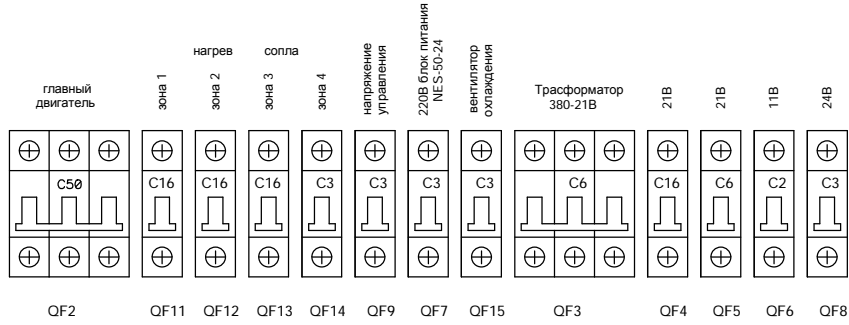 нагрев сопла
главный
двигатель
зона 1
зона 2
зона 3
зона 4
напряжение
управления
220В блок питания
NES-50-24
вентилятор
охлаждения
Трасформатор
380-21В
21В
21В
11В
24В
C50 C16 C16 C16 C3 C3 C3 C3 C6 C16 C6 C2 C3
QF2 QF11 QF12 QF13 QF14 QF9 QF7 QF15 QF3 QF4 QF5 QF6 QF8